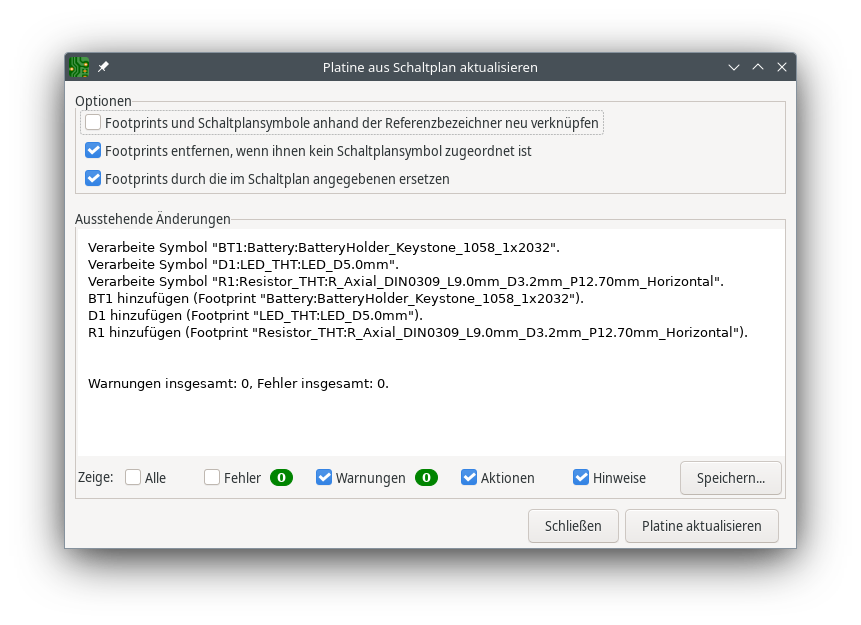 Platine aus Schaltplan aktualisieren
Optionen
Footprints und Schaltplansymbole anhand der Referenzbezeichner neu verknüpfen
Footprints entfernen, wenn ihnen kein Schaltplansymbol zugeordnet ist
Footprints durch die im Schaltplan angegebenen ersetzen
Ausstehende Änderungen
Verarbeite Symbol "BT1:Battery:BatteryHolder_Keystone_1058_1x2032".
Verarbeite Symbol "D1:LED_THT:LED_D5.0mm".
Verarbeite Symbol "R1:Resistor_THT:R_Axial_DIN0309_L9.0mm_D3.2mm_P12.70mm_Horizontal".
BT1 hinzufügen (Footprint "Battery:BatteryHolder_Keystone_1058_1x2032").
D1 hinzufügen (Footprint "LED_THT:LED_D5.0mm").
R1 hinzufügen (Footprint "Resistor_THT:R_Axial_DIN0309_L9.0mm_D3.2mm_P12.70mm_Horizontal").
Warnungen insgesamt: 0, Fehler insgesamt: 0.
Zeige: Alle Fehler 0 Warnungen 0 Aktionen Hinweise Speichern...
Schließen Platine aktualisieren